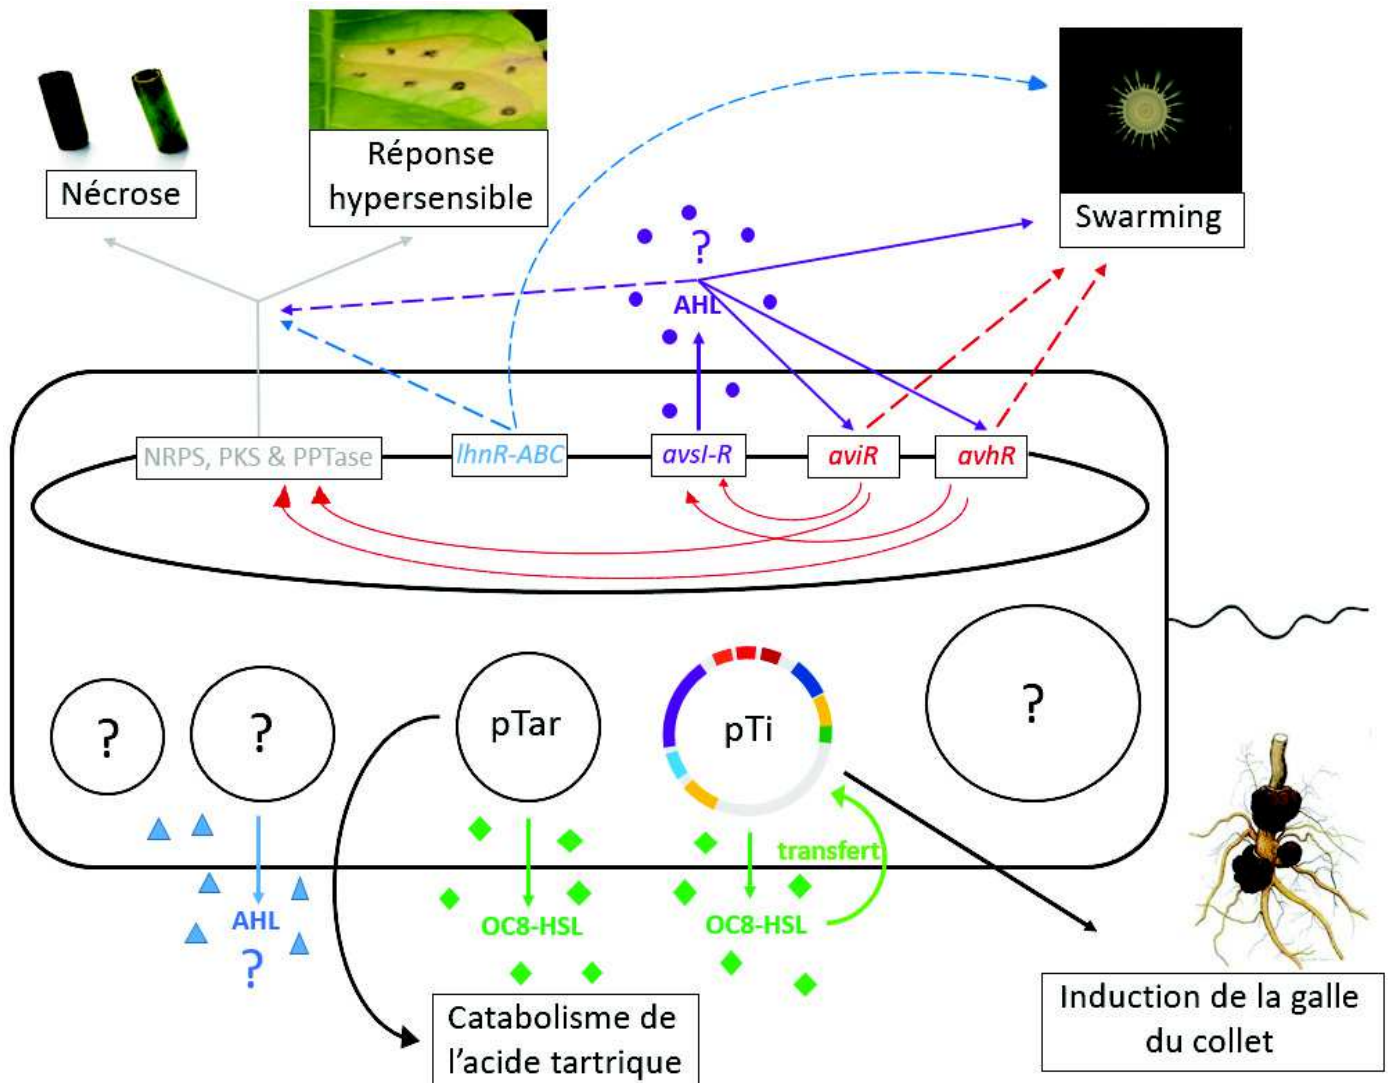 Nécrose
Réponse
hypersensible
Swarming
?
AHL
NRPS, PKS & PPTase
lhnR-ABC
avsI-R
aviR
avhR
?
?
pTar
pTi
?
transfert
AHL
?
OC8-HSL
OC8-HSL
Catabolisme de
l'acide tartrique
Induction de la galle
du collet